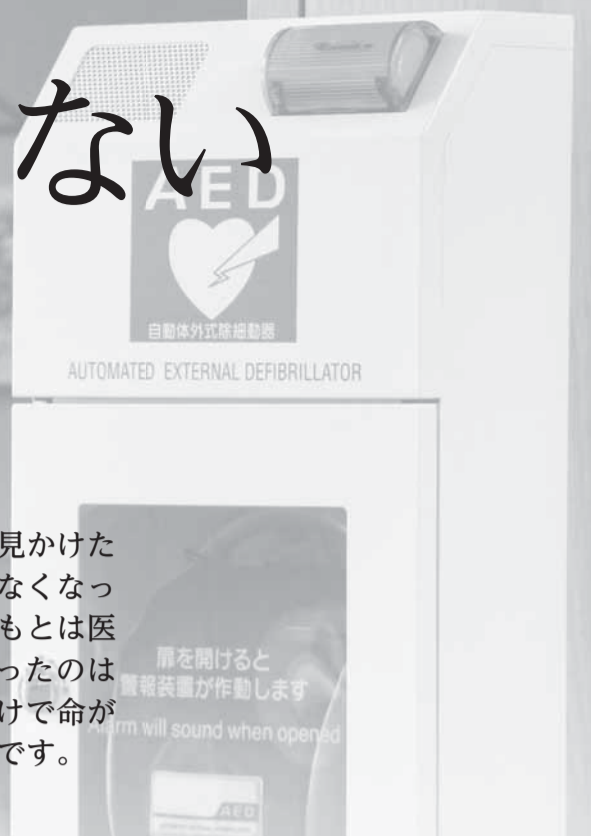 ない
AED
自動体外式除細動器
AUTOMATED EXTERNAL DEFIBRILLATOR
見かけた
なくなっ
もとは医
ったのは
けで命が
です。
扉を開けると
警報装置が作動します
Alarm will sound when opened
AED